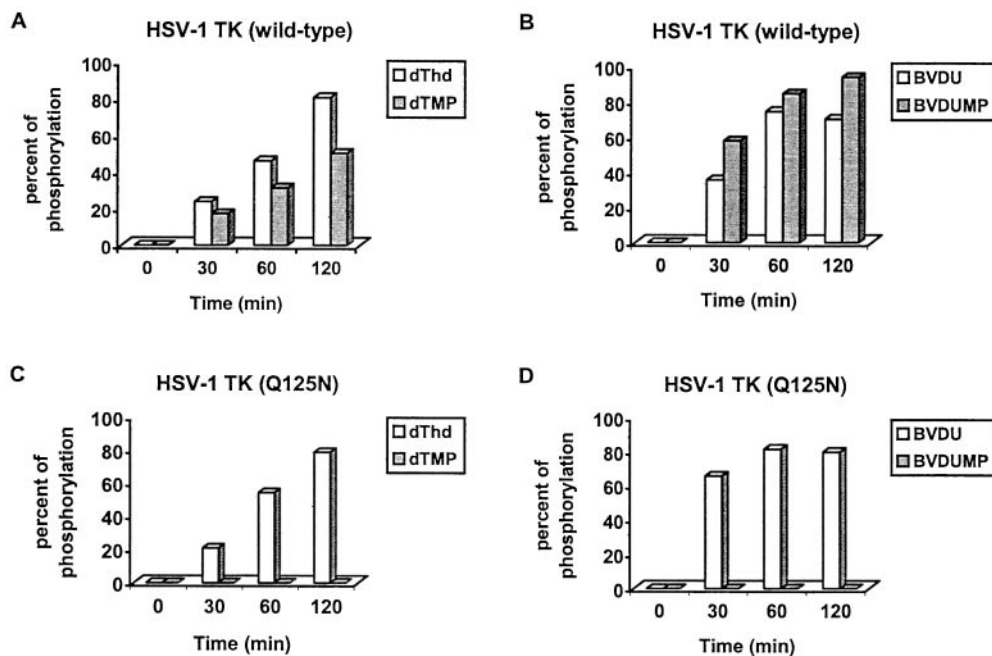 A
HSV-1 TK (wild-type)
percent of
phosphorylation
100
80
60
40
20
0
0 30 60 120
Time (min)
dThd
dTMP
B
HSV-1 TK (wild-type)
percent of
phosphorylation
100
80
60
40
20
0
0 30 60 120
Time (min)
BVDU
BVDUMP
C
HSV-1 TK (Q125N)
percent of
phosphorylation
100
80
60
40
20
0
0 30 60 120
Time (min)
dThd
dTMP
D
HSV-1 TK (Q125N)
percent of
phosphorylation
100
80
60
40
20
0
0 30 60 120
Time (min)
BVDU
BVDUMP